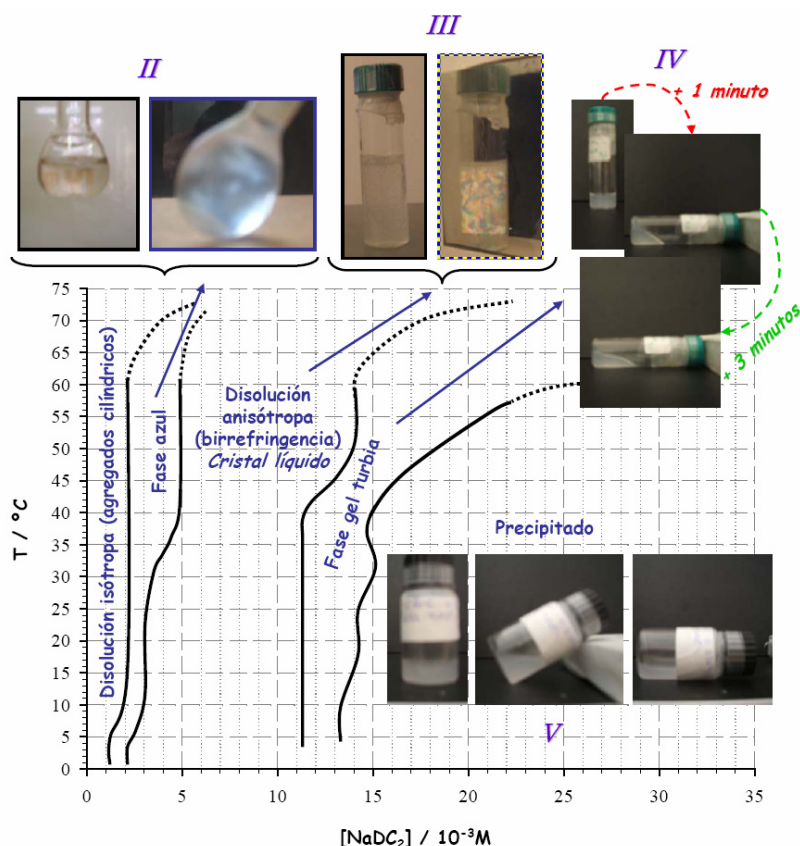 II
III
IV
+ 1 minuto
+ 3 minutos
75
70
65
60
55
50
45
40
35
30
25
20
15
10
5
0
T / °C
Disolución isótropa (agregados cilíndricos)
Fase azul
Disolución
anisótropa
(birrefringencia)
Cristal líquido
Fase gel turbia
Precipitado
V
0
5
10
15
20
25
30
35
[NaDC₂] / 10⁻³M